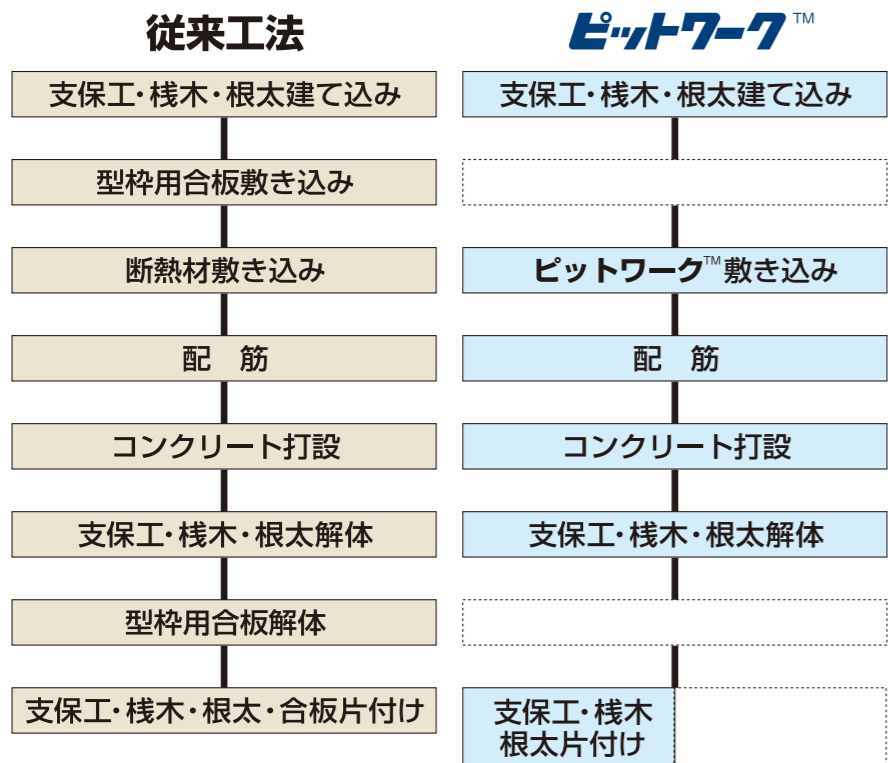 従来工法
支保工・桟木・根太建て込み
型枠用合板敷き込み
断熱材敷き込み
配 筋
コンクリート打設
支保工・桟木・根太解体
型枠用合板解体
支保工・桟木・根太・合板片付け
ピットワーク™
支保工・桟木・根太建て込み
ピットワーク™敷き込み
配 筋
コンクリート打設
支保工・桟木・根太解体
支保工・桟木
根太片付け